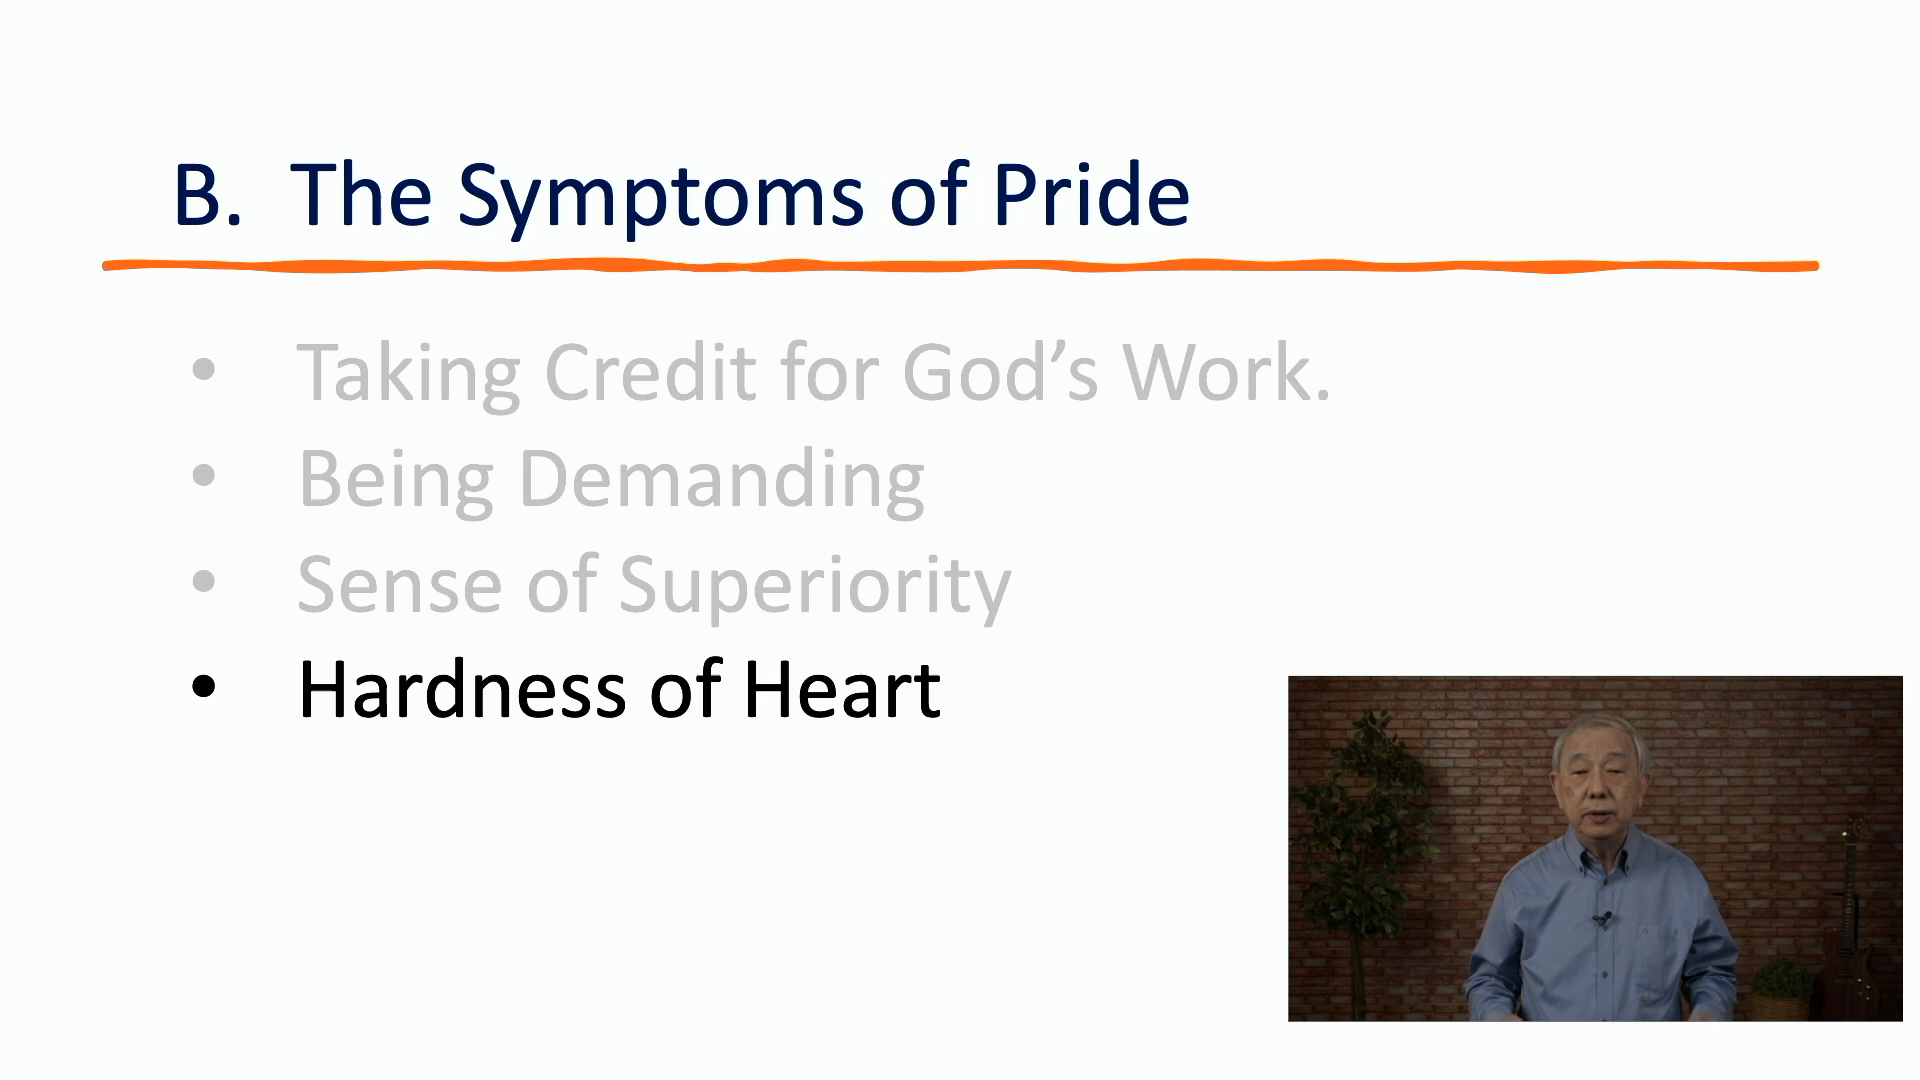 B. The Symptoms of Pride
• Taking Credit for God’s Work.
• Being Demanding
• Sense of Superiority
• Hardness of Heart